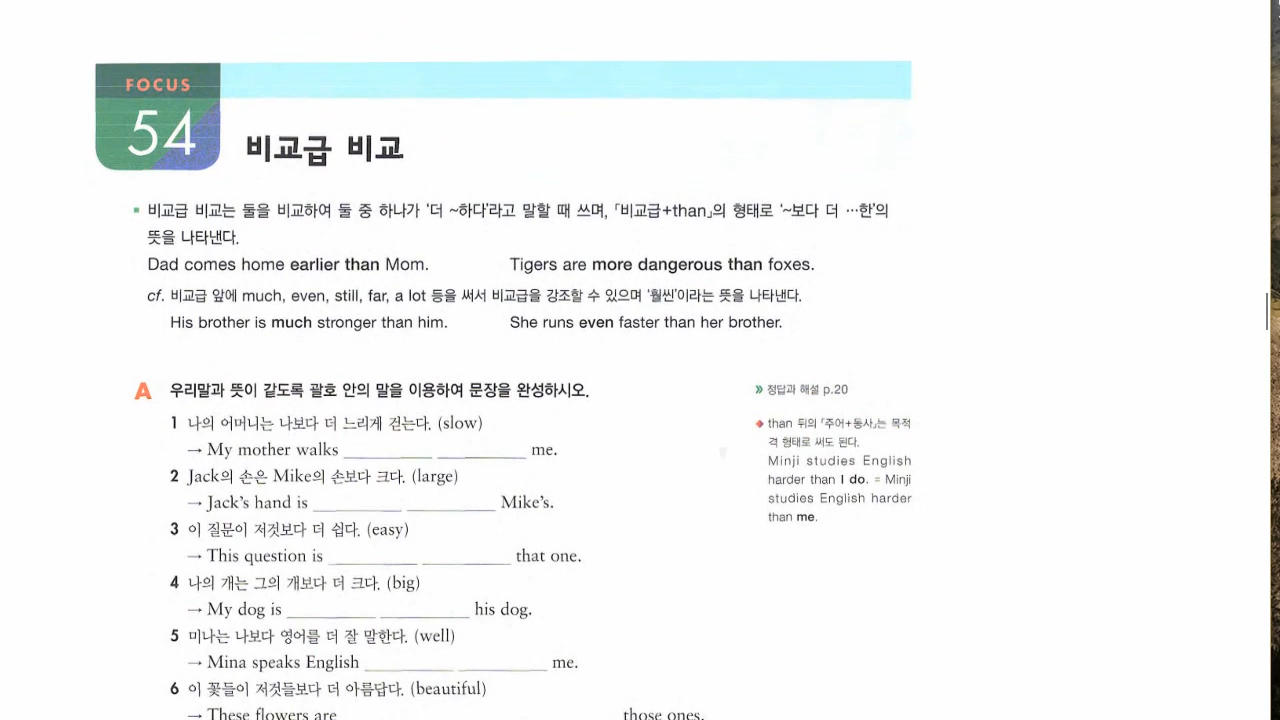 FOCUS
54
비교급 비교
비교급 비교는 둘을 비교하여 둘 중 하나가 '더 ~하다'라고 말할 때 쓰며, 「비교급+than」의 형태로 '~보다 더 …한'의
뜻을 나타낸다.
Dad comes home earlier than Mom. Tigers are more dangerous than foxes.
cf. 비교급 앞에 much, even, still, far, a lot 등을 써서 비교급을 강조할 수 있으며 '훨씬'이라는 뜻을 나타낸다.
His brother is much stronger than him. She runs even faster than her brother.
A 우리말과 뜻이 같도록 괄호 안의 말을 이용하여 문장을 완성하시오.
1 나의 어머니는 나보다 더 느리게 걷는다. (slow)
→ My mother walks ________ ________ me.
2 Jack의 손은 Mike의 손보다 크다. (large)
→ Jack's hand is ________ ________ Mike's.
3 이 질문이 저것보다 더 쉽다. (easy)
→ This question is ________ ________ that one.
4 나의 개는 그의 개보다 더 크다. (big)
→ My dog is ________ ________ his dog.
5 미나는 나보다 영어를 더 잘 말한다. (well)
→ Mina speaks English ________ ________ me.
6 이 꽃들이 저것들보다 더 아름답다. (beautiful)
→ These flowers are those ones.
» 정답과 해설 p.20
than 뒤의 「주어+동사」는 목적
격 형태로 써도 된다.
Minji studies English
harder than I do. = Minji
studies English harder
than me.